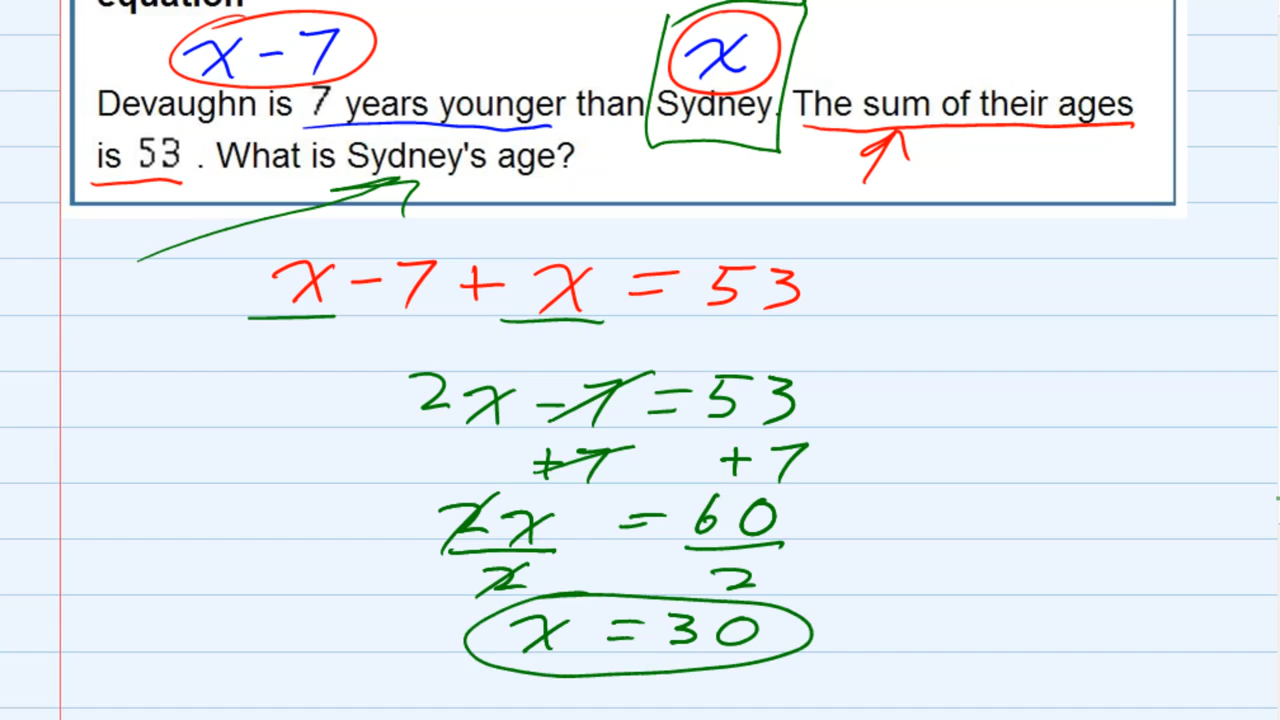 equation
x - 7 x
Devaughn is 7 years younger than Sydney. The sum of their ages
is 53 . What is Sydney's age?
x - 7 + x = 53
2x - 7 = 53
+7 +7
2x = 60
2 2
x = 30